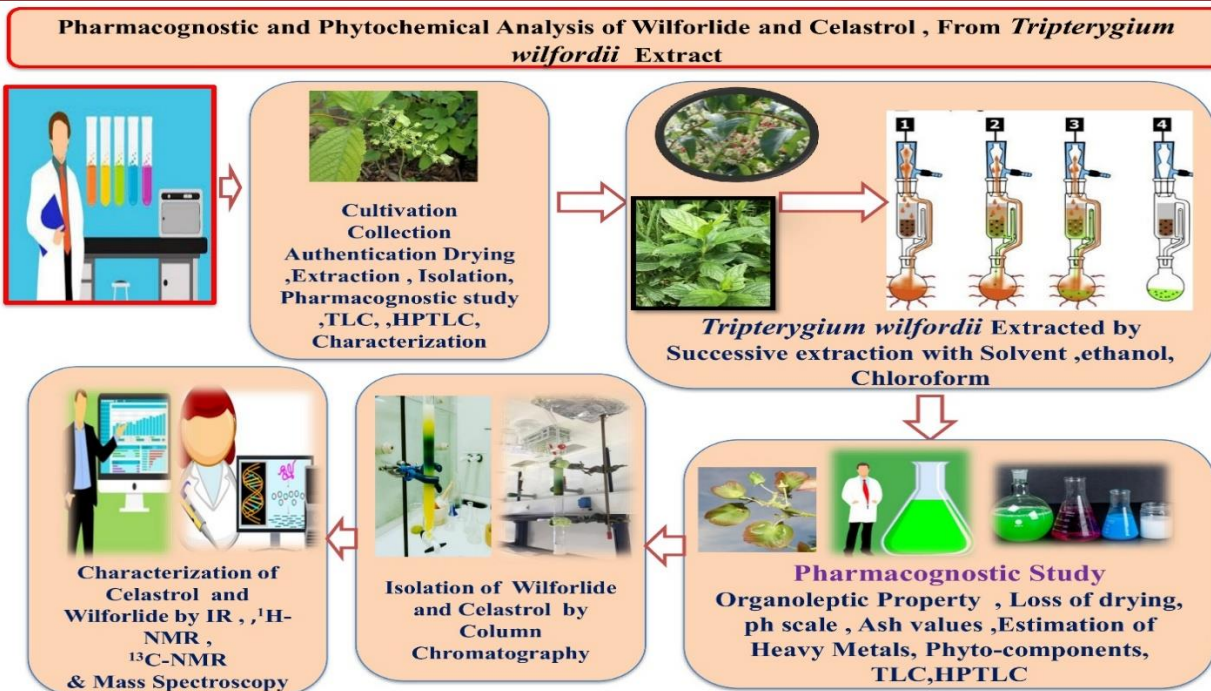 Pharmacognostic and Phytochemical Analysis of Wilforlide and Celastrol , From Tripterygium
wilfordii Extract
Cultivation
Collection
Authentication Drying
,Extraction , Isolation,
Pharmacognostic study
,TLC, ,HPTLC,
Characterization
1
2
3
4
Tripterygium wilfordii Extracted by
Successive extraction with Solvent ,ethanol,
Chloroform
Pharmacognostic Study
Organoleptic Property , Loss of drying,
ph scale , Ash values ,Estimation of
Heavy Metals, Phyto-components,
TLC,HPTLC
Isolation of Wilforlide
and Celastrol by
Column
Chromatography
Characterization of
Celastrol and
Wilforlide by IR , ,¹H-
NMR ,
¹³C-NMR
& Mass Spectroscopy